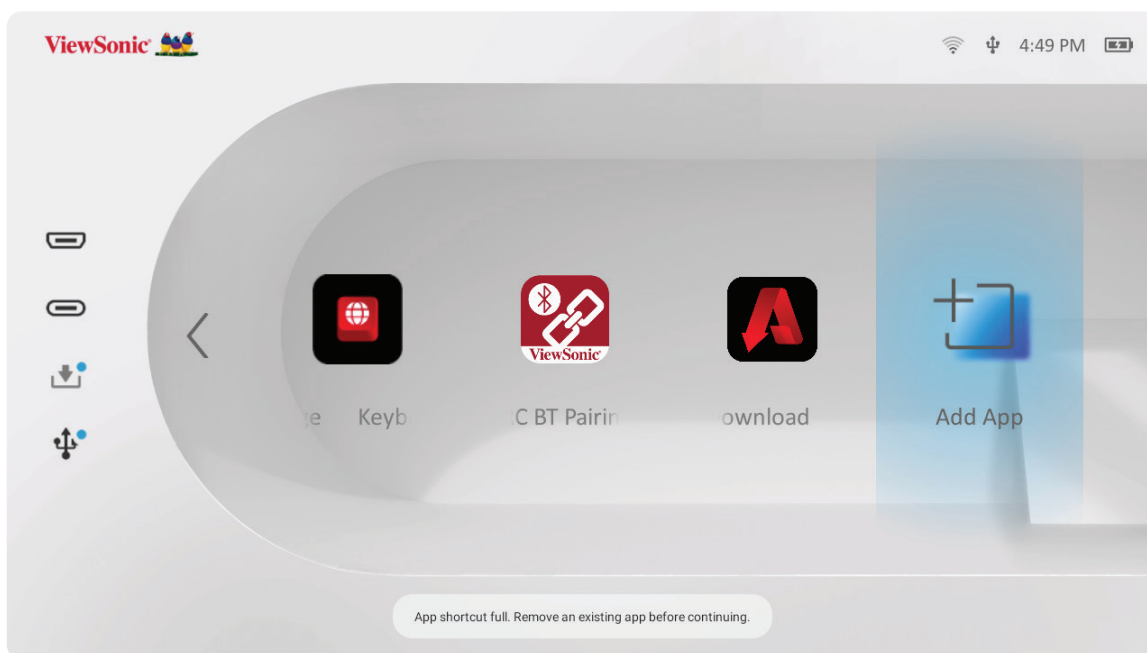 ViewSonic
4:49 PM
ViewSonic
Keyb
C BT Pairin
ownload
Add App
App shortcut full. Remove an existing app before continuing.